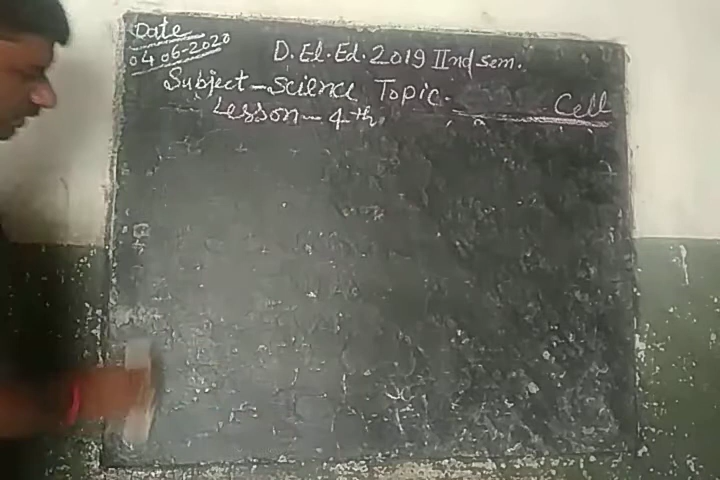 Date
04-06-2020
D. El. Ed. 2019 IInd sem.
Subject - Science Topic - Cell
Lesson - 4th